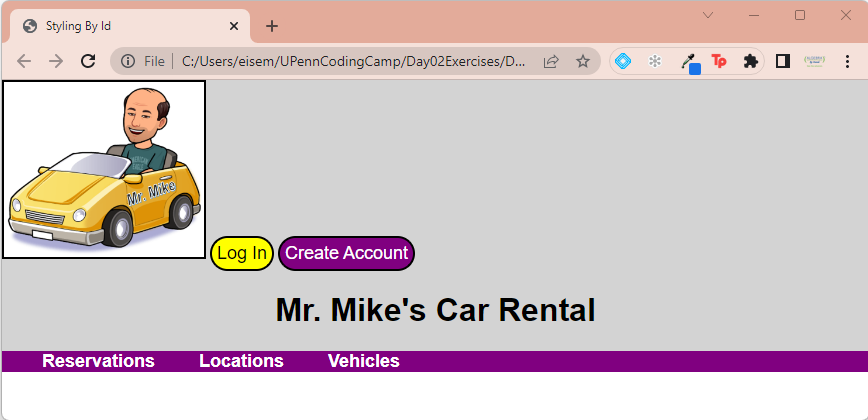 Styling By Id
File C:/Users/eisem/UPennCodingCamp/Day02Exercises/D...
Tp
Mr. Mike
Log In Create Account
Mr. Mike's Car Rental
Reservations Locations Vehicles